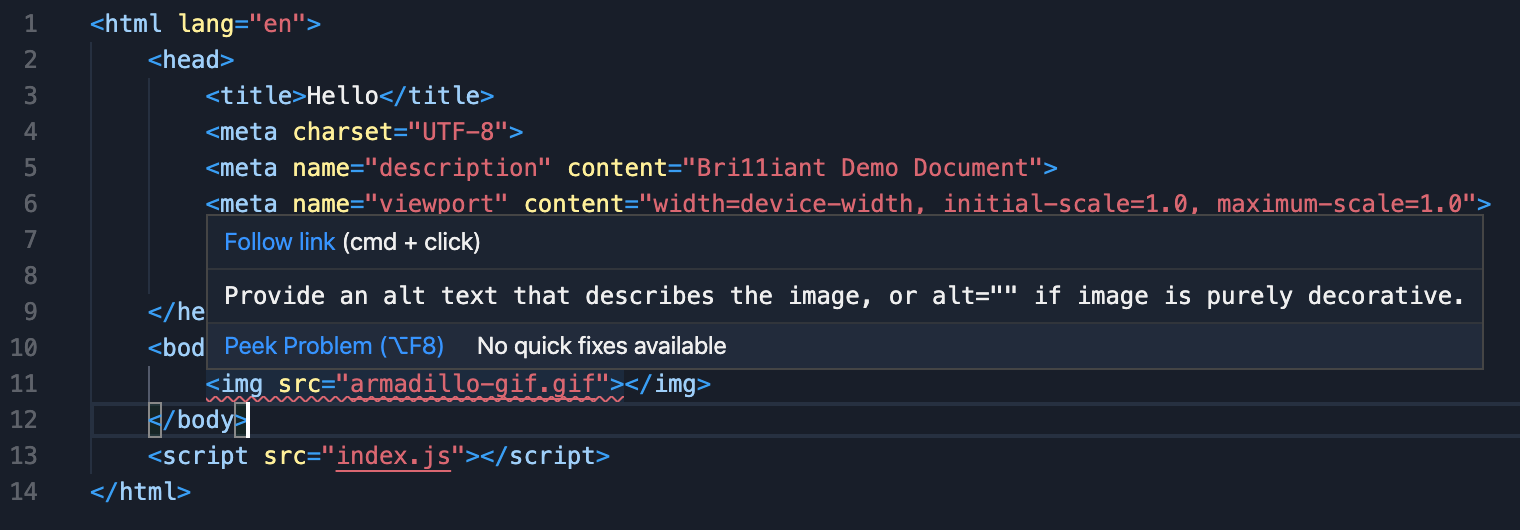 1 <html lang="en">
2 <head>
3 <title>Hello</title>
4 <meta charset="UTF-8">
5 <meta name="description" content="Bri11iant Demo Document">
6 <meta name="viewport" content="width=device-width, initial-scale=1.0, maximum-scale=1.0">
7
Follow link (cmd + click)
8
Provide an alt text that describes the image, or alt="" if image is purely decorative.
9 </he
10 <bod
Peek Problem (⌥F8) No quick fixes available
11 <img src="armadillo-gif.gif"></img>
12 </body>
13 <script src="index.js"></script>
14 </html>